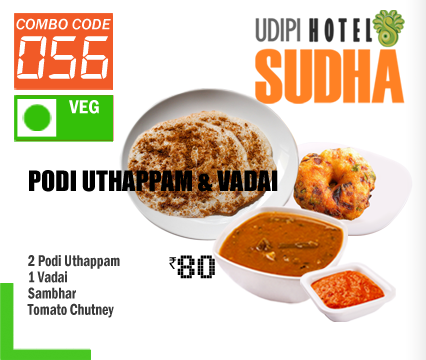 COMBO CODE
056
VEG
UDIPI HOTEL
SUDHA
PODI UTHAPPAM & VADAI
2 Podi Uthappam
1 Vadai
Sambhar
Tomato Chutney
₹80